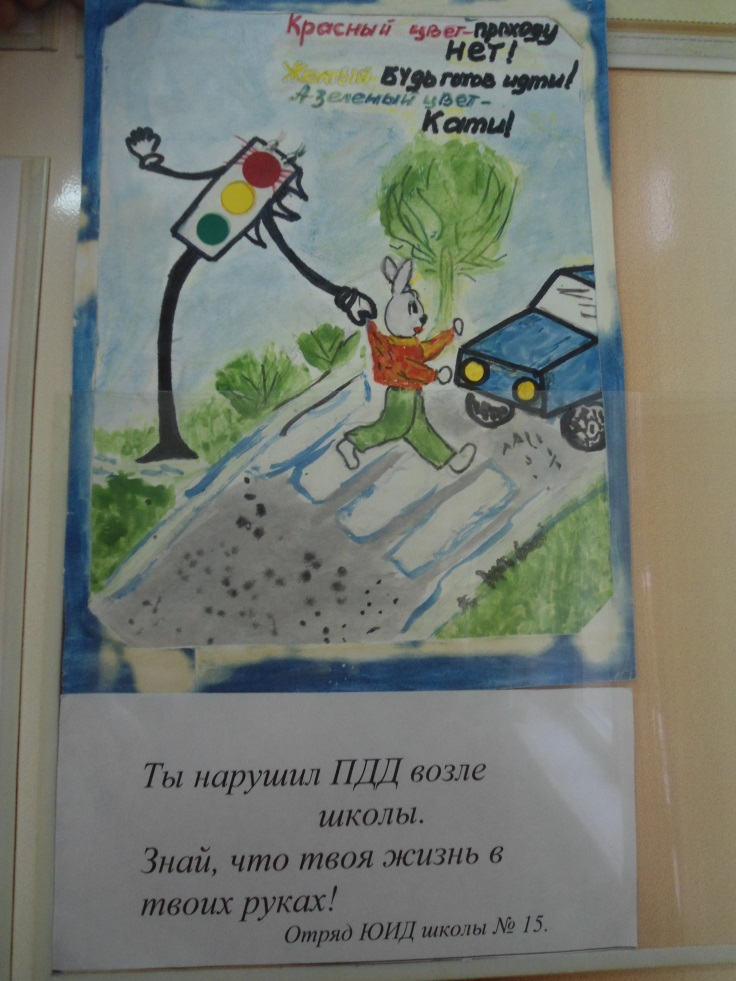 Красный цвет-проходу
нет!
Желтый-Будь готов идти!
А зеленый цвет-
Кати!
Ты нарушил ПДД возле
школы.
Знай, что твоя жизнь в
твоих руках!
Отряд ЮИД школы № 15.